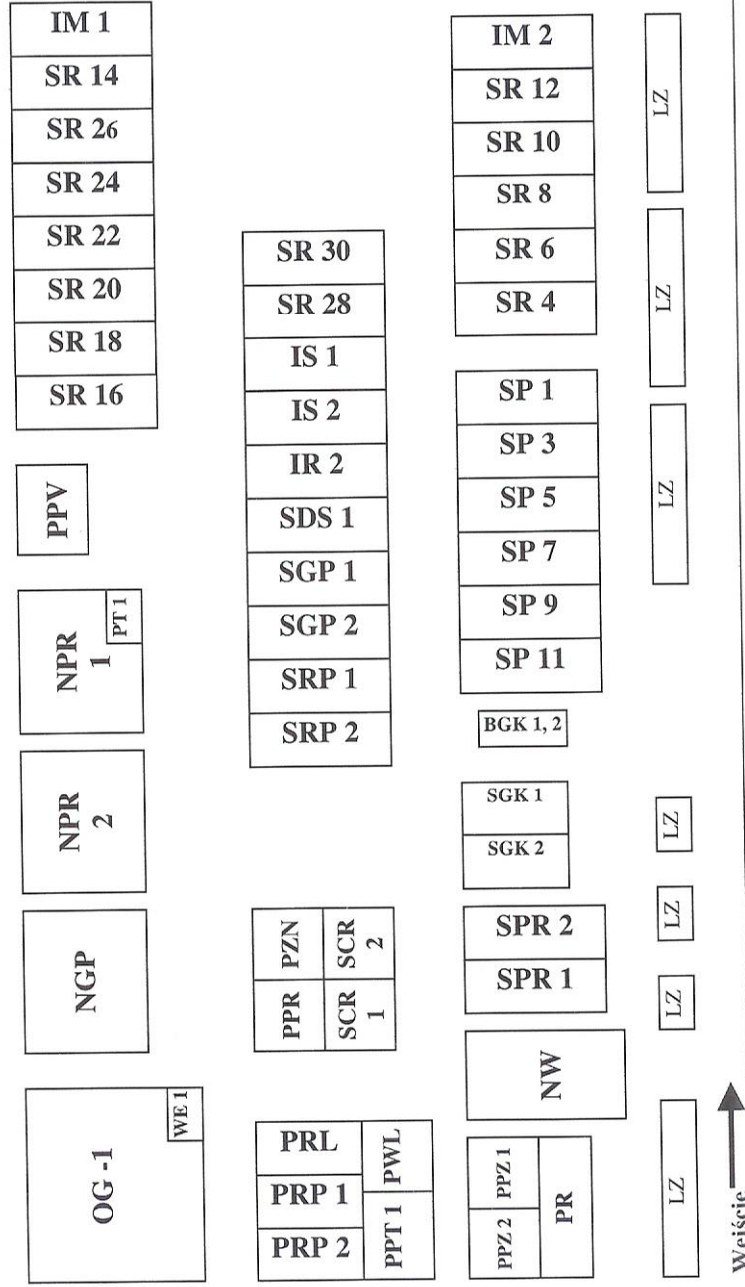 IM 1
SR 14
SR 26
SR 24
SR 22
SR 20
SR 18
SR 16
PPV
NPR
1
PT 1
NPR
2
NGP
OG -1
WE 1
SR 30
SR 28
IS 1
IS 2
IR 2
SDS 1
SGP 1
SGP 2
SRP 1
SRP 2
PPR
PZN
SCR
1
SCR
2
PRL
PRP 1
PRP 2
PPT 1
PWL
IM 2
SR 12
SR 10
SR 8
SR 6
SR 4
SP 1
SP 3
SP 5
SP 7
SP 9
SP 11
BGK 1, 2
SGK 1
SGK 2
SPR 2
SPR 1
NW
PPZ 2
PPZ 1
PR
LZ
LZ
LZ
LZ
LZ
LZ
LZ
Wejście